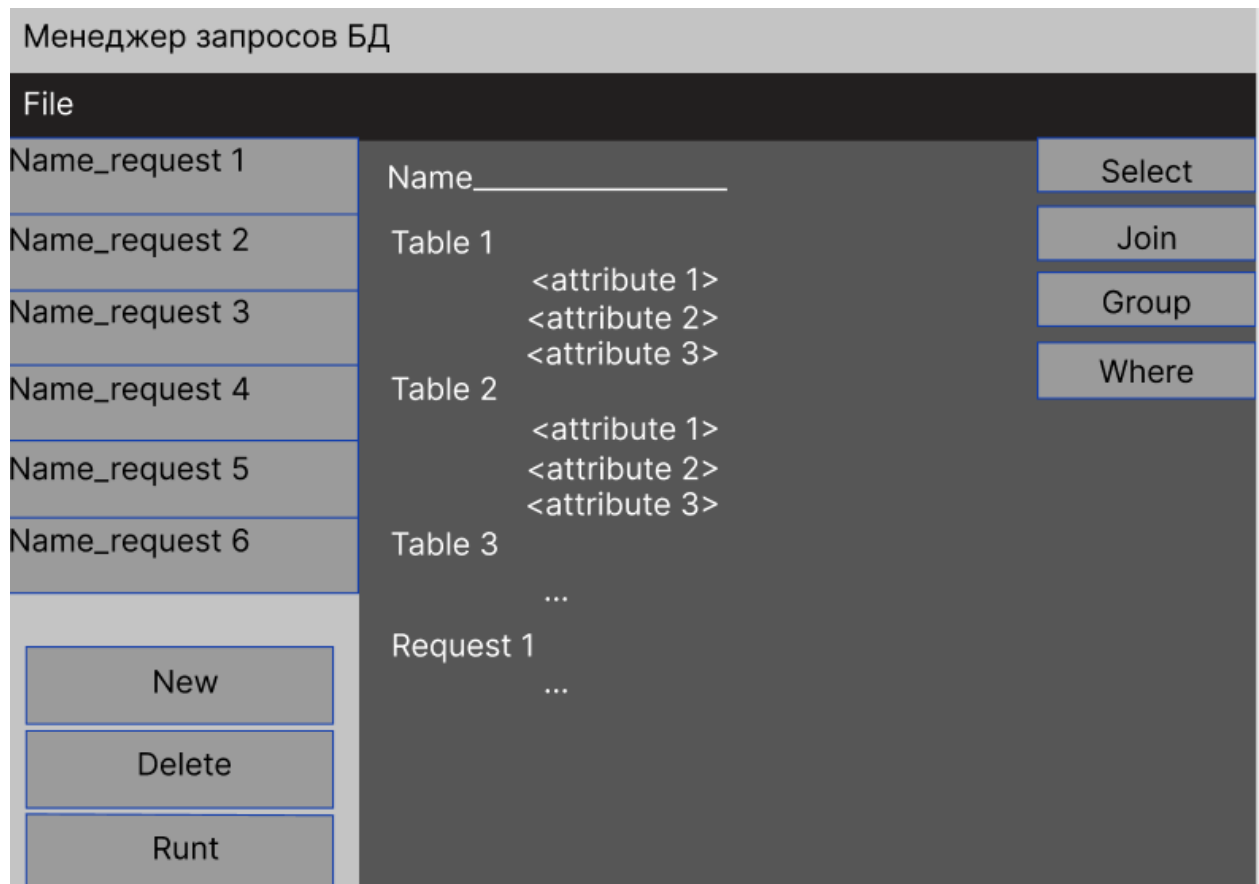 Менеджер запросов БД
File
Name_request 1
Name_request 2
Name_request 3
Name_request 4
Name_request 5
Name_request 6
New
Delete
Runt
Name_______________
Table 1
<attribute 1>
<attribute 2>
<attribute 3>
Table 2
<attribute 1>
<attribute 2>
<attribute 3>
Table 3
...
Request 1
...
Select
Join
Group
Where